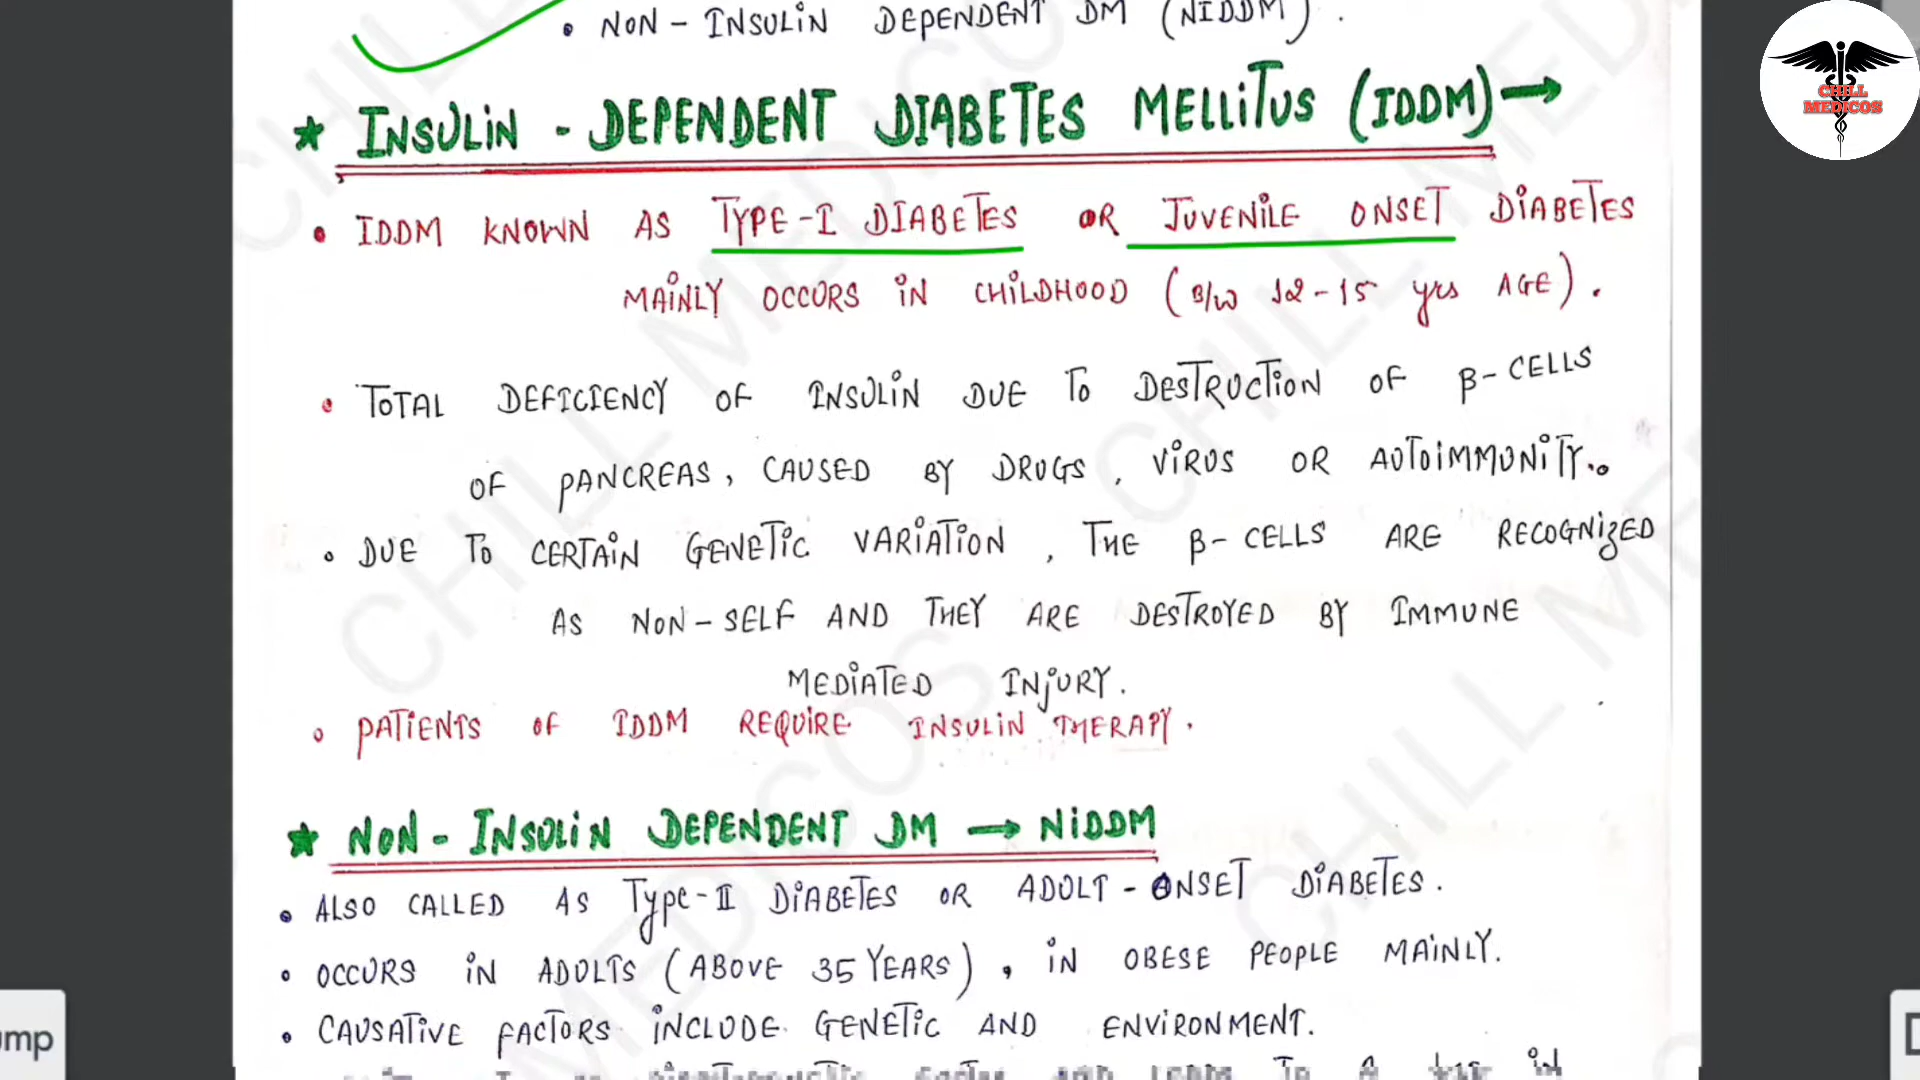 • NON - INSULIN DEPENDENT DM (NIDDM) .
CHILL
MEDICOS
★ INSULIN - DEPENDENT DIABETES MELLITUS (IDDM) →
• IDDM KNOWN AS TYPE-I DIABETES OR JUVENILE ONSET DIABETES
MAINLY OCCURS IN CHILDHOOD (B/W 12-15 yrs AGE) .
• TOTAL DEFICIENCY OF INSULIN DUE TO DESTRUCTION OF β-CELLS
OF PANCREAS, CAUSED BY DRUGS, VIRUS OR AUTOIMMUNITY.
• DUE TO CERTAIN GENETIC VARIATION, THE β-CELLS ARE RECOGNIZED
AS NON-SELF AND THEY ARE DESTROYED BY IMMUNE
MEDIATED INJURY.
• PATIENTS OF IDDM REQUIRE INSULIN THERAPY.
★ NON-INSULIN DEPENDENT DM → NIDDM
• ALSO CALLED AS TYPE-II DIABETES OR ADULT-ONSET DIABETES.
• OCCURS IN ADULTS (ABOVE 35 YEARS), IN OBESE PEOPLE MAINLY.
• CAUSATIVE FACTORS INCLUDE GENETIC AND ENVIRONMENT.
ump
CHILL MEDICOS